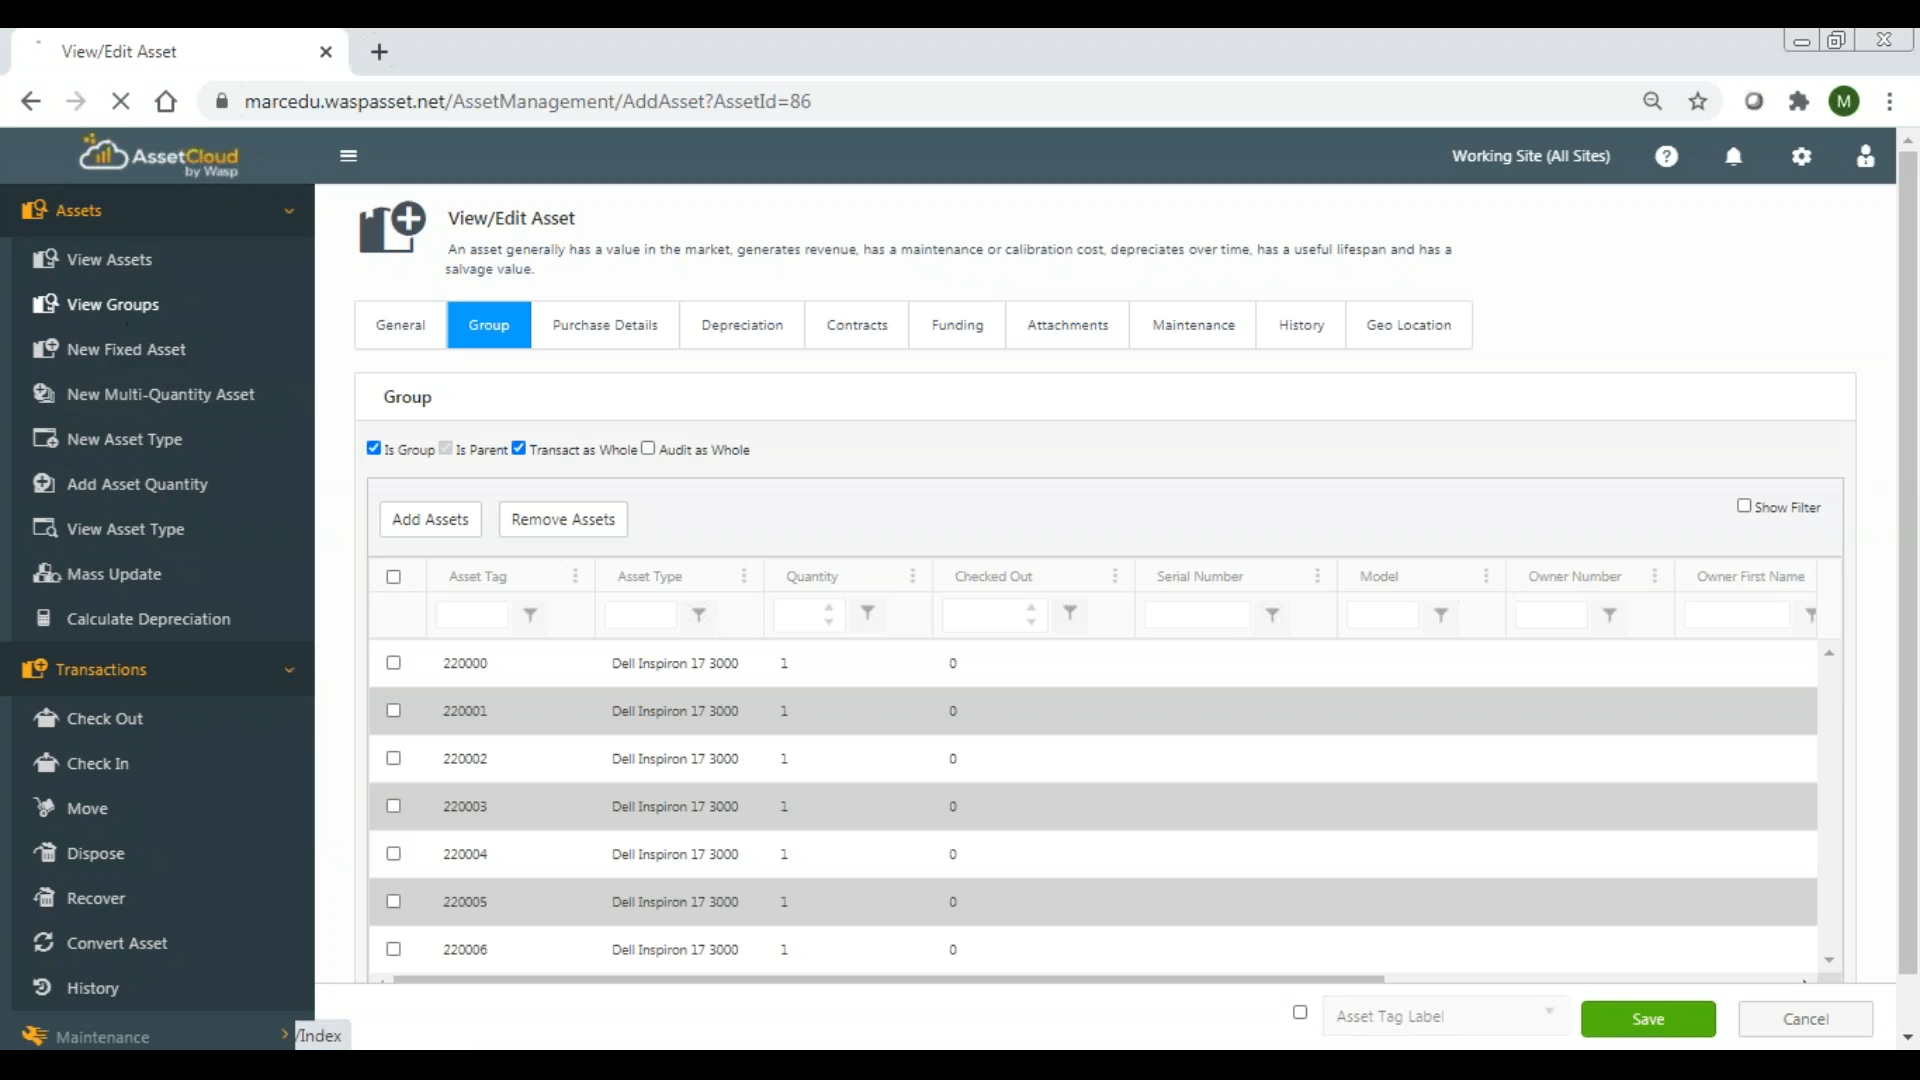 View/Edit Asset
marcedu.waspasset.net/AssetManagement/AddAsset?AssetId=86
M
AssetCloud
by Wasp
Working Site (All Sites)
Assets
View Assets
View Groups
New Fixed Asset
New Multi-Quantity Asset
New Asset Type
Add Asset Quantity
View Asset Type
Mass Update
Calculate Depreciation
Transactions
Check Out
Check In
Move
Dispose
Recover
Convert Asset
History
Maintenance
/Index
View/Edit Asset
An asset generally has a value in the market, generates revenue, has a maintenance or calibration cost, depreciates over time, has a useful lifespan and has a
salvage value.
General Group Purchase Details Depreciation Contracts Funding Attachments Maintenance History Geo Location
Group
Is Group Is Parent Transact as Whole Audit as Whole
Add Assets Remove Assets Show Filter
Asset Tag Asset Type Quantity Checked Out Serial Number Model Owner Number Owner First Name
220000 Dell Inspiron 17 3000 1 0
220001 Dell Inspiron 17 3000 1 0
220002 Dell Inspiron 17 3000 1 0
220003 Dell Inspiron 17 3000 1 0
220004 Dell Inspiron 17 3000 1 0
220005 Dell Inspiron 17 3000 1 0
220006 Dell Inspiron 17 3000 1 0
Asset Tag Label Save Cancel